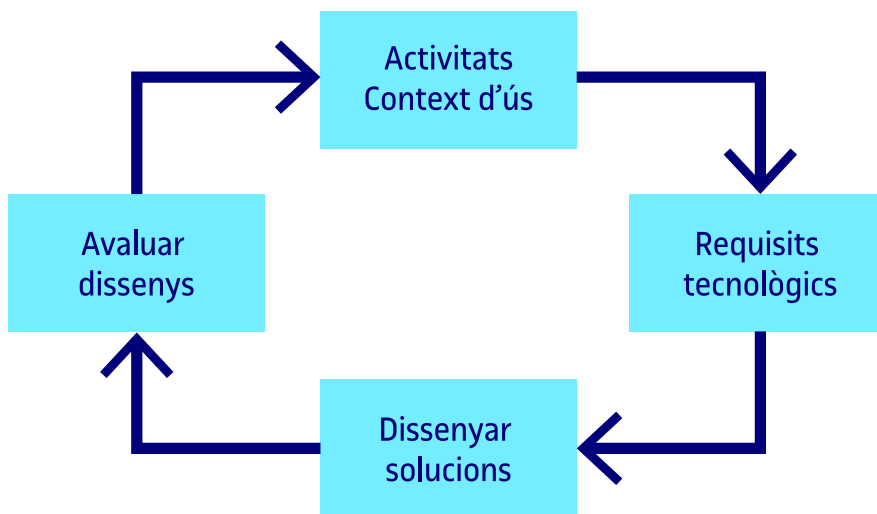 Activitats
Context d’ús
Avaluar
dissenys
Requisits
tecnològics
Dissenyar
solucions